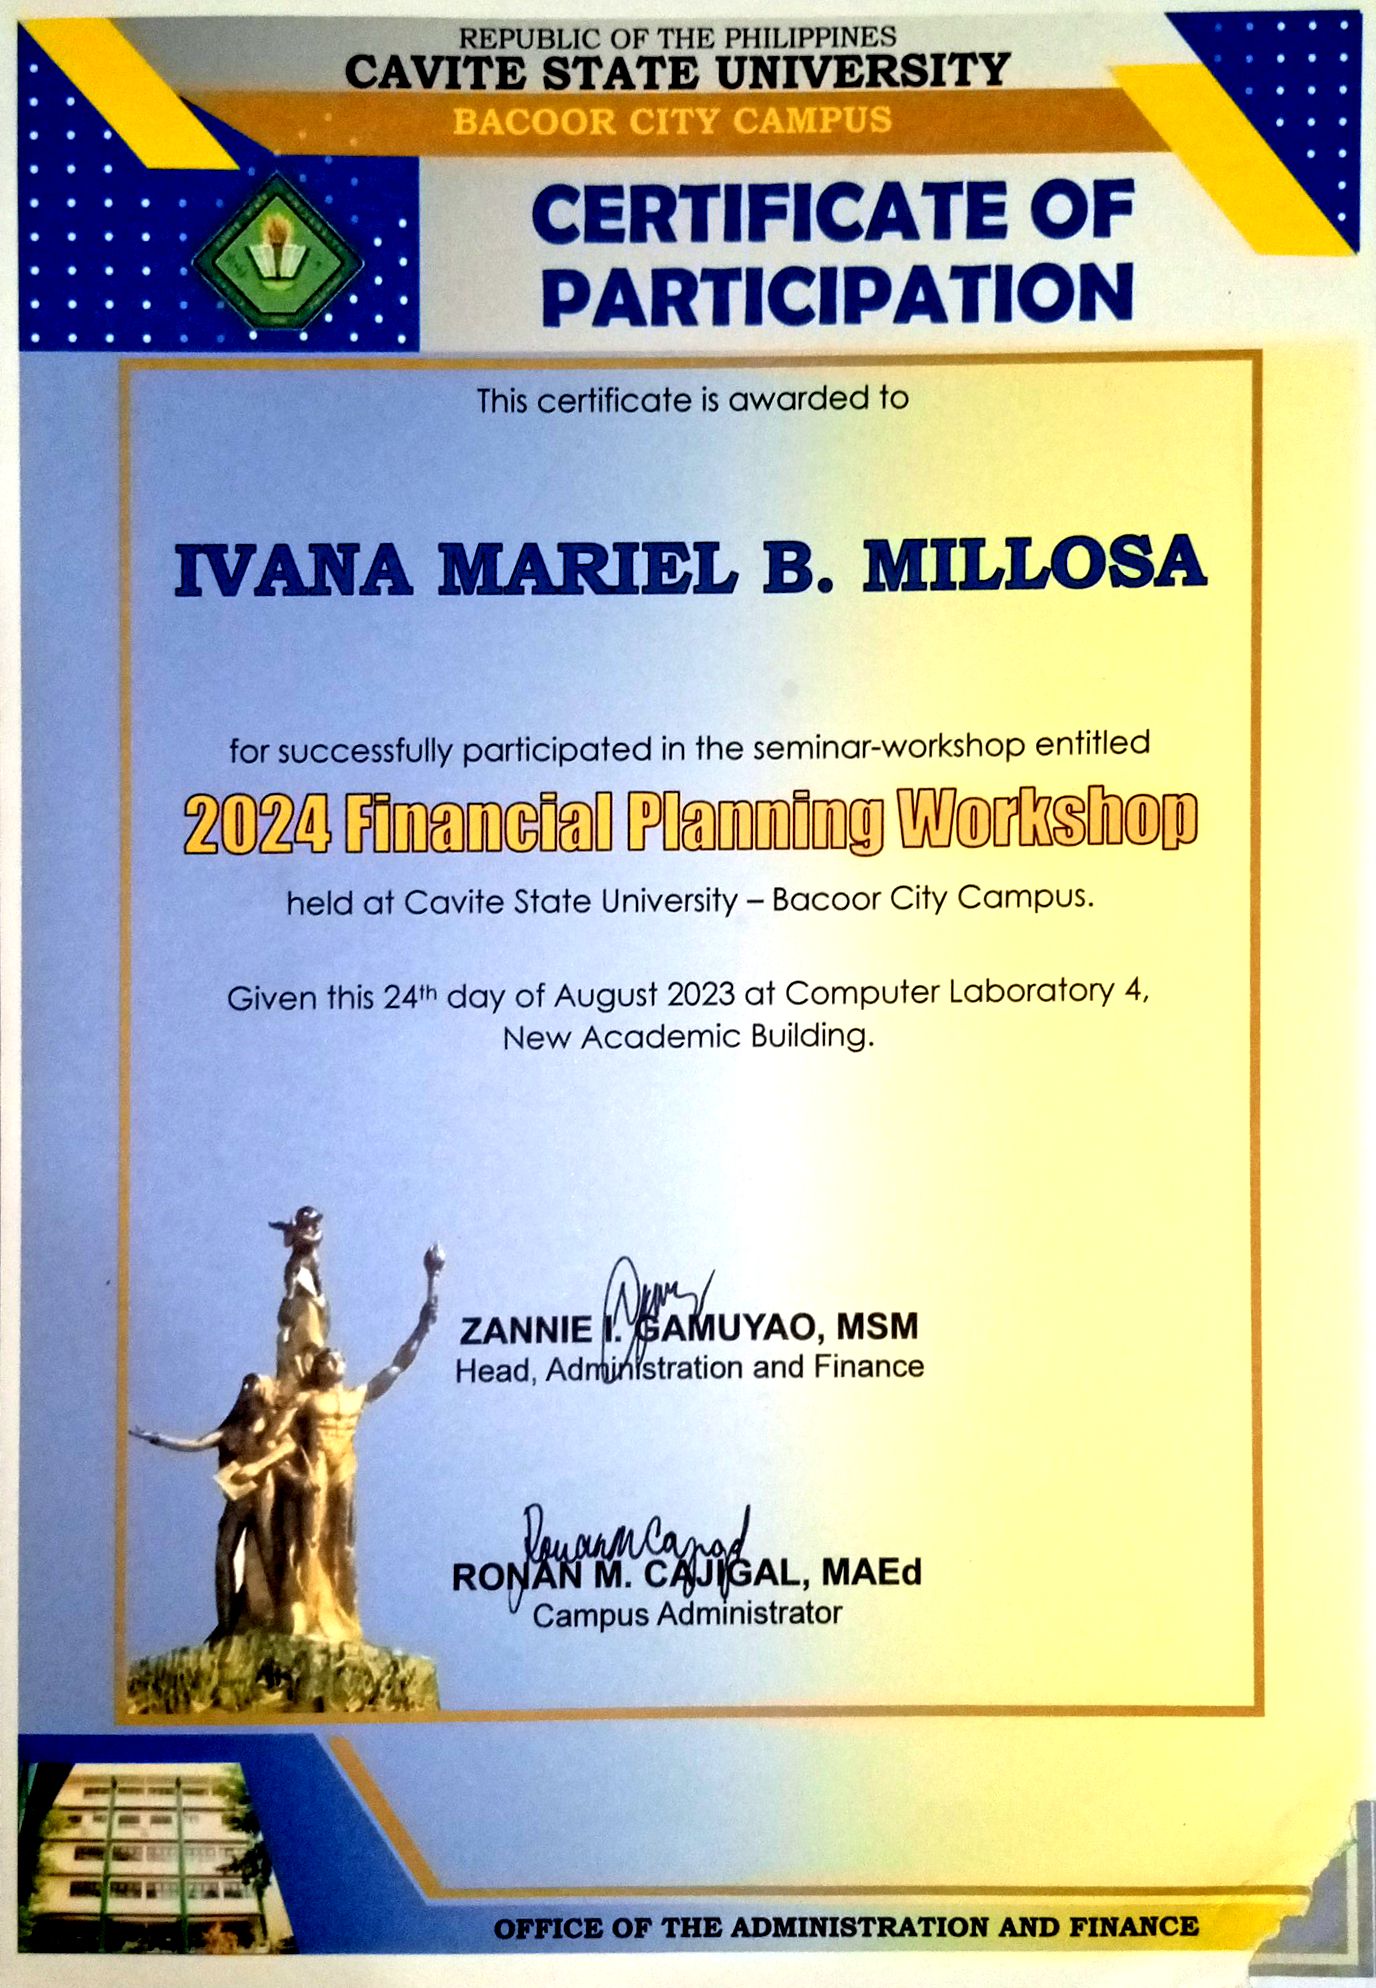 REPUBLIC OF THE PHILIPPINES
CAVITE STATE UNIVERSITY
BACOOR CITY CAMPUS
CERTIFICATE OF
PARTICIPATION
This certificate is awarded to
IVANA MARIEL B. MILLOSA
for successfully participated in the seminar-workshop entitled
2024 Financial Planning Workshop
held at Cavite State University – Bacoor City Campus.
Given this 24th day of August 2023 at Computer Laboratory 4,
New Academic Building.
ZANNIE I. GAMUYAO, MSM
Head, Administration and Finance
RONAN M. CAJIGAL, MAEd
Campus Administrator
OFFICE OF THE ADMINISTRATION AND FINANCE